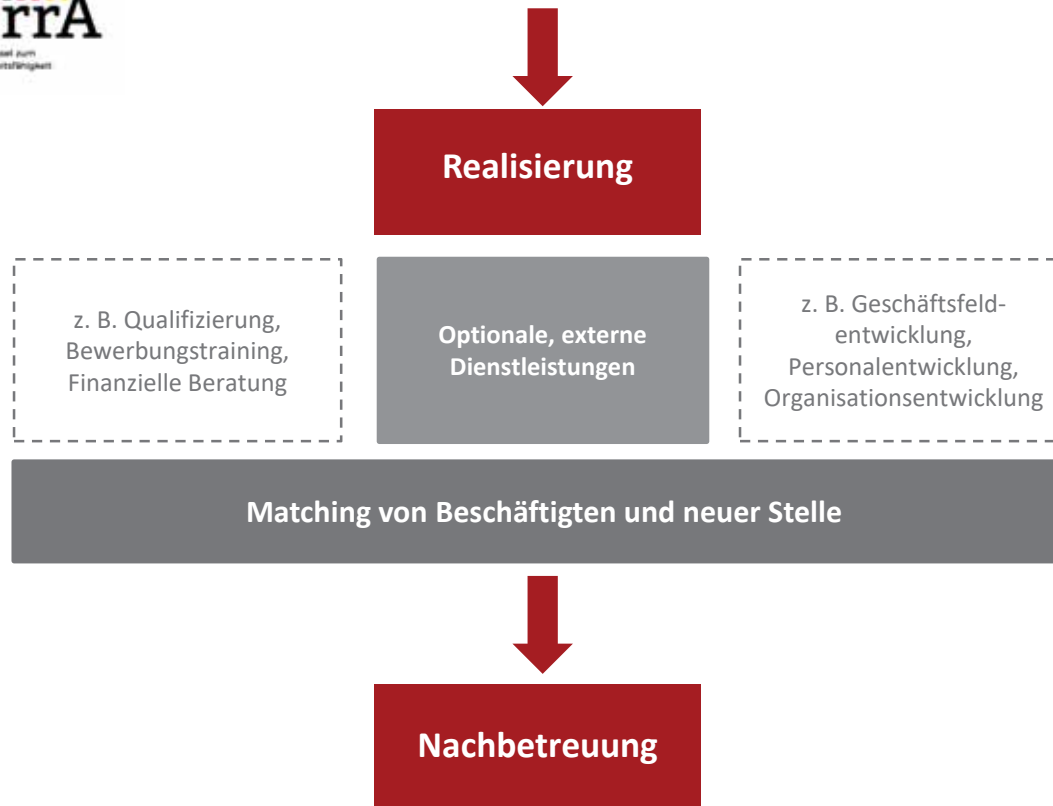 rrA
Realisierung
z. B. Qualifizierung,
Bewerbungstraining,
Finanzielle Beratung
Optionale, externe
Dienstleistungen
z. B. Geschäftsfeld-
entwicklung,
Personalentwicklung,
Organisationsentwicklung
Matching von Beschäftigten und neuer Stelle
Nachbetreuung